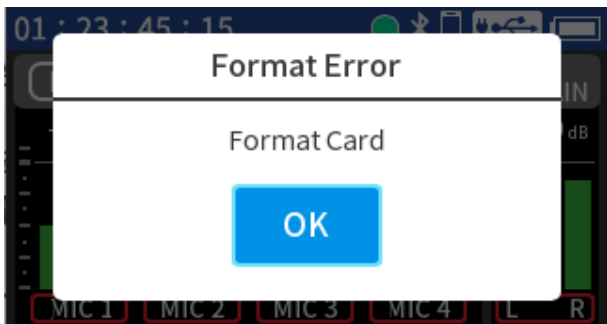 01 : 23 : 45 : 15
Format Error
IN
Format Card
dB
OK
MIC 1 MIC 2 MIC 3 MIC 4 L R